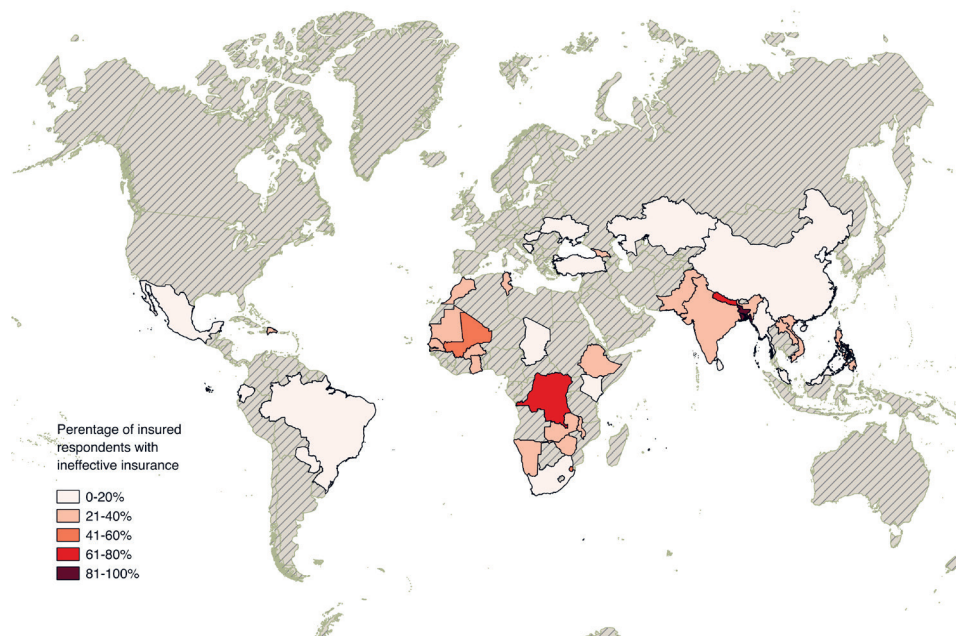 Perentage of insured
respondents with
ineffective insurance
0-20%
21-40%
41-60%
61-80%
81-100%